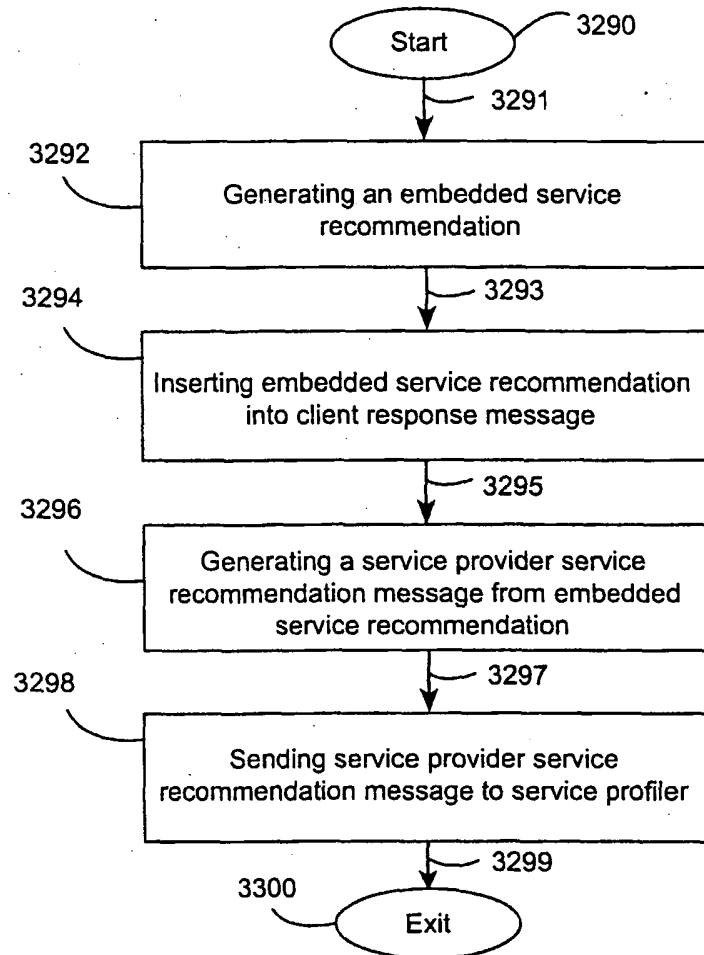 Start
3290
3291
3292
Generating an embedded service
recommendation
3293
3294
Inserting embedded service recommendation
into client response message
3295
3296
Generating a service provider service
recommendation message from embedded
service recommendation
3297
3298
Sending service provider service
recommendation message to service profiler
3299
3300
Exit